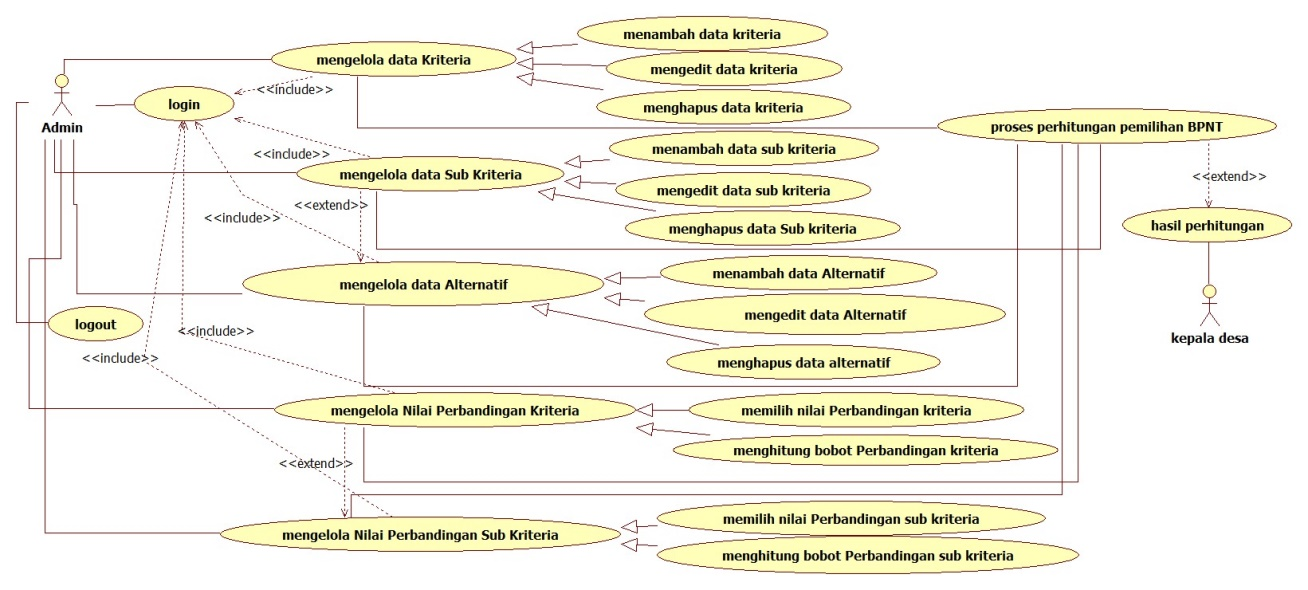 menambah data kriteria
mengelola data Kriteria
mengedit data kriteria
<<include>>
login
menghapus data kriteria
Admin
proses perhitungan pemilihan BPNT
menambah data sub kriteria
<<include>>
mengelola data Sub Kriteria
<<extend>>
mengedit data sub kriteria
<<extend>>
<<include>>
menghapus data Sub kriteria
hasil perhitungan
menambah data Alternatif
mengelola data Alternatif
mengedit data Alternatif
logout
<<include>>
kepala desa
<<include>>
menghapus data alternatif
mengelola Nilai Perbandingan Kriteria
memilih nilai Perbandingan kriteria
menghitung bobot Perbandingan kriteria
<<extend>>
memilih nilai Perbandingan sub kriteria
mengelola Nilai Perbandingan Sub Kriteria
menghitung bobot Perbandingan sub kriteria